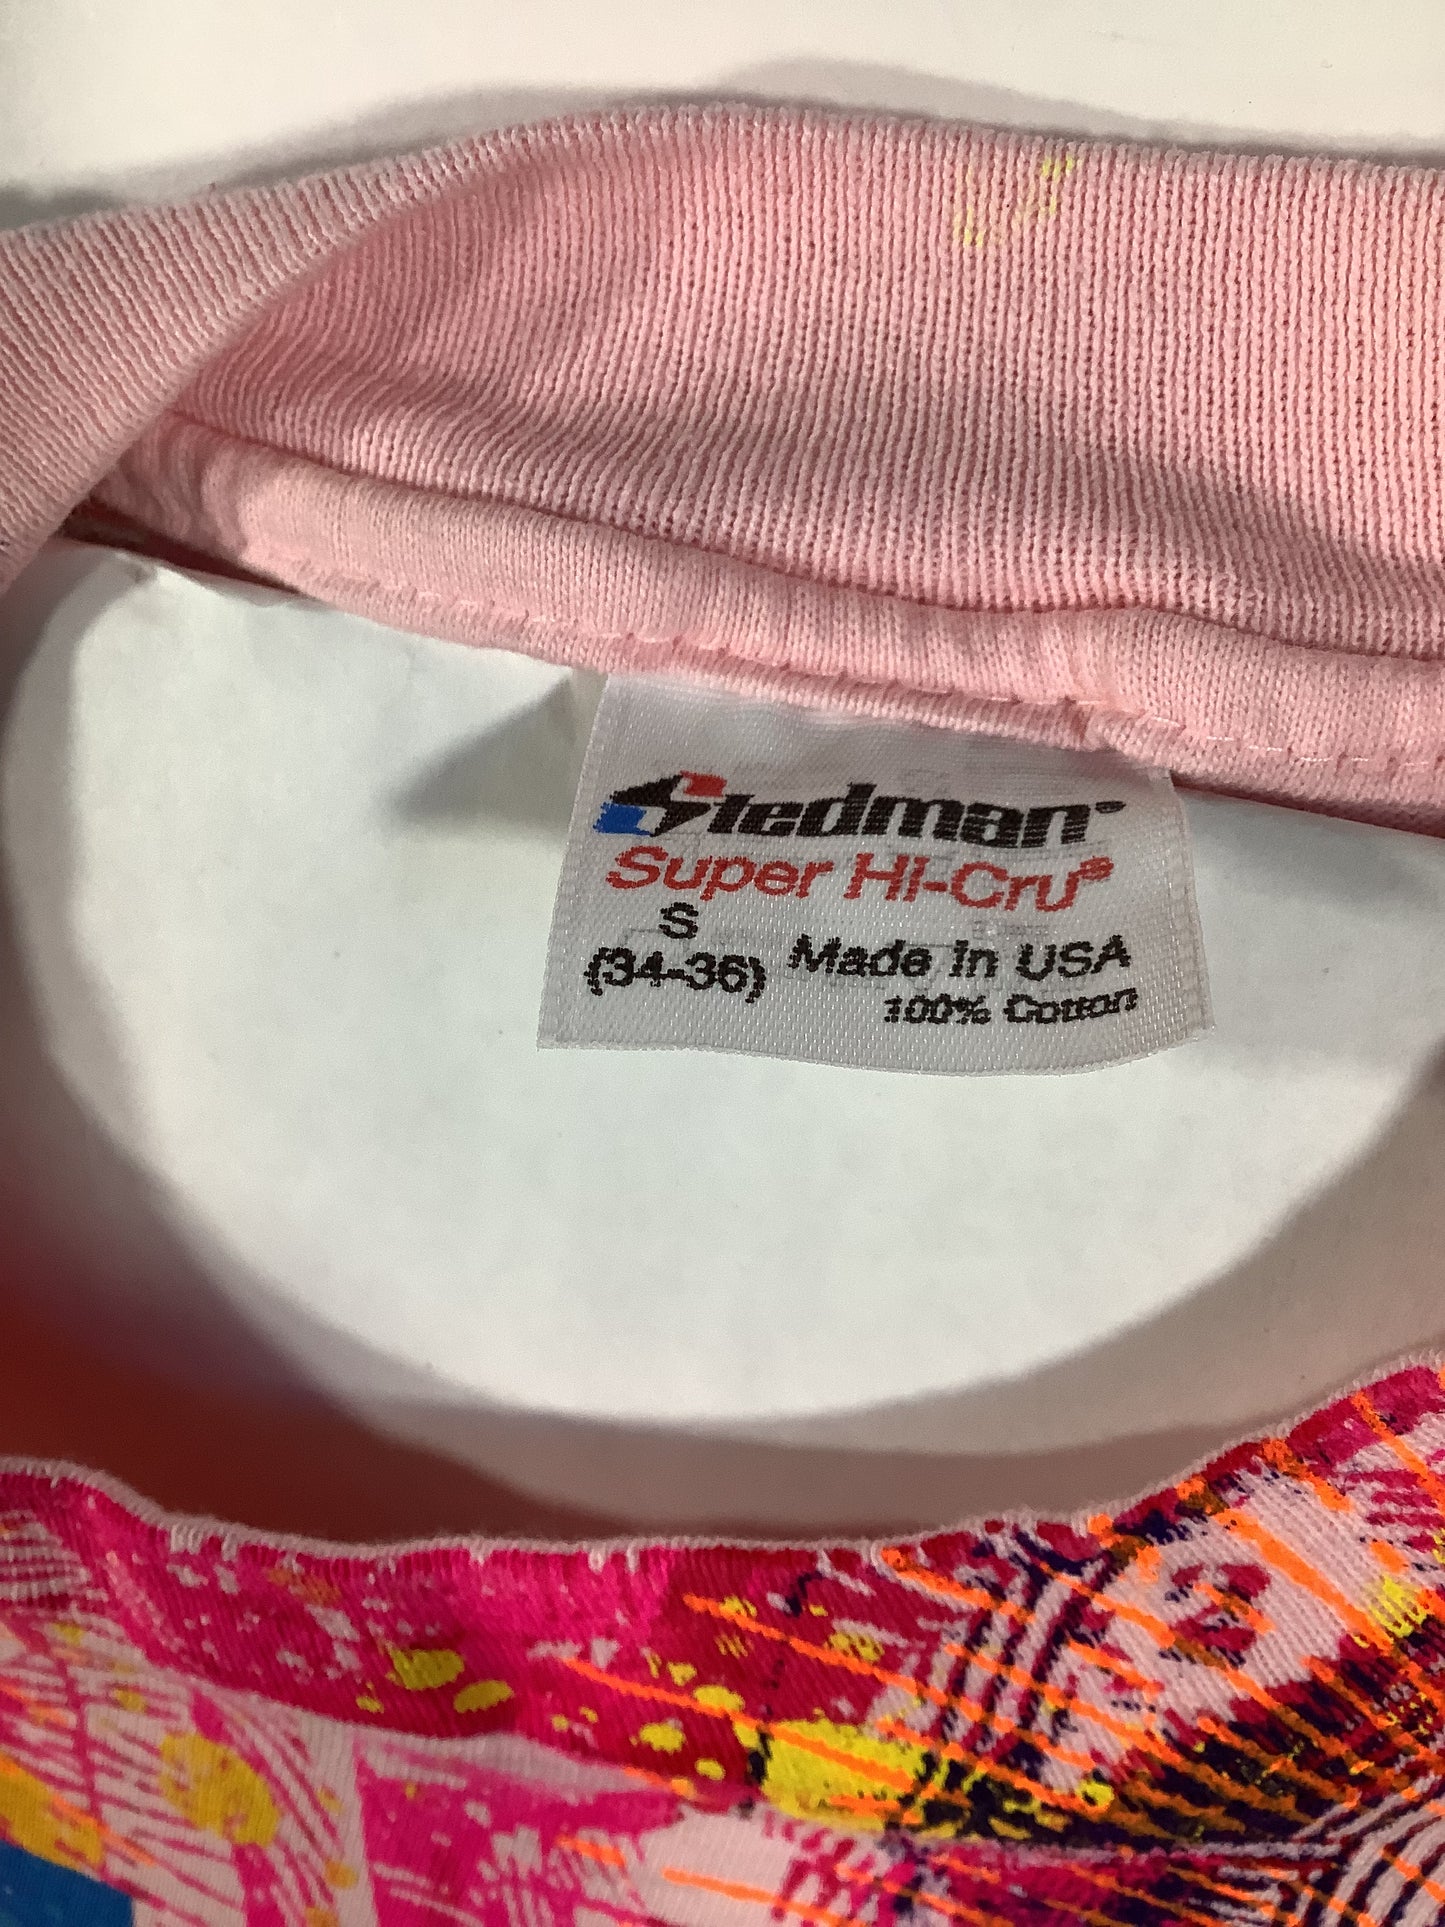 Stedman®
Super Hi-Cru®
S
(34-36)
Made in USA
100% Cotton